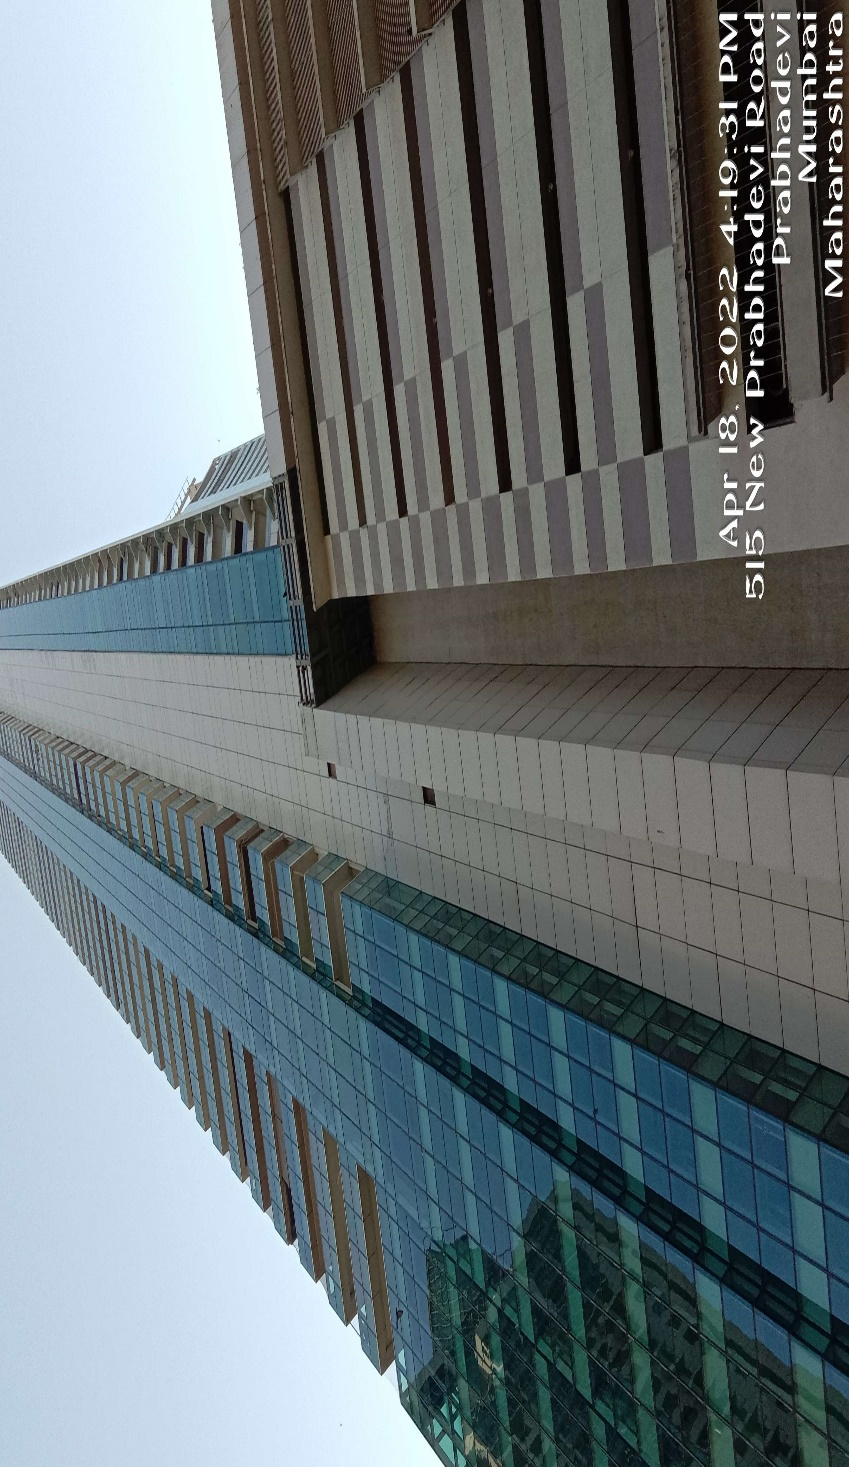 Apr 18, 2022 4:19:31 PM
515 New Prabhadevi Road
Prabhadevi
Mumbai
Maharashtra